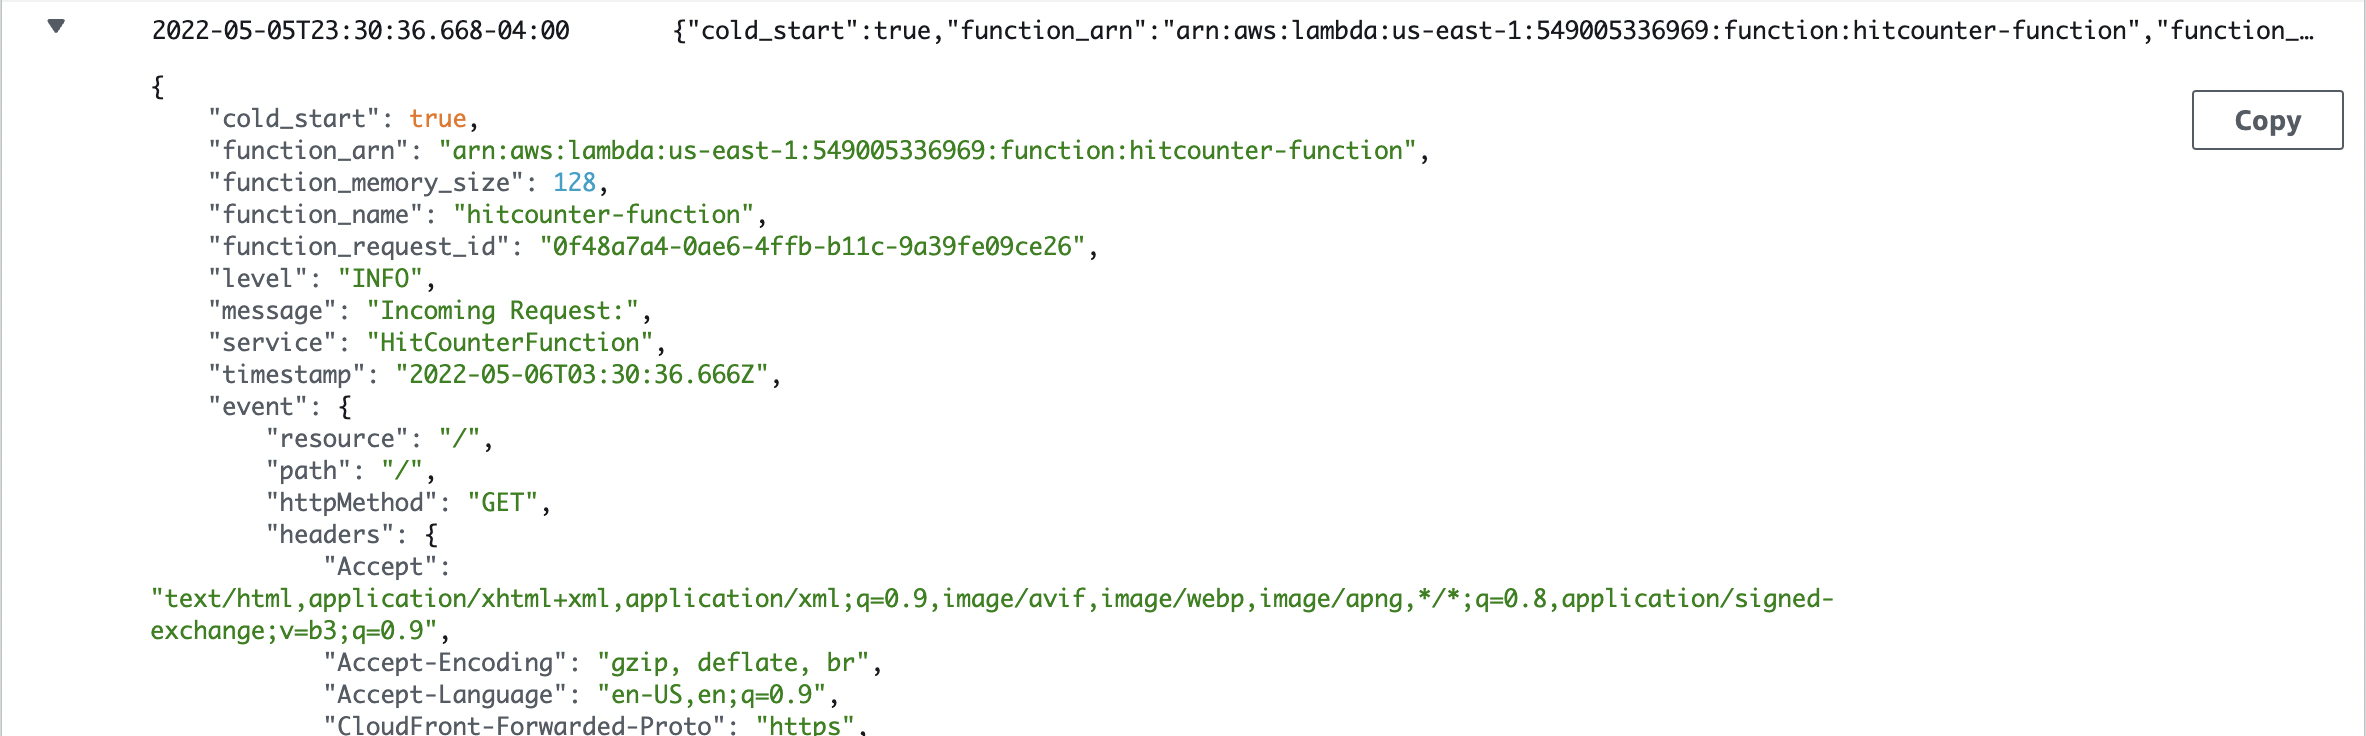 2022-05-05T23:30:36.668-04:00 {"cold_start":true,"function_arn":"arn:aws:lambda:us-east-1:549005336969:function:hitcounter-function","function_…
{
"cold_start": true,
"function_arn": "arn:aws:lambda:us-east-1:549005336969:function:hitcounter-function",
"function_memory_size": 128,
"function_name": "hitcounter-function",
"function_request_id": "0f48a7a4-0ae6-4ffb-b11c-9a39fe09ce26",
"level": "INFO",
"message": "Incoming Request:",
"service": "HitCounterFunction",
"timestamp": "2022-05-06T03:30:36.666Z",
"event": {
"resource": "/",
"path": "/",
"httpMethod": "GET",
"headers": {
"Accept":
"text/html,application/xhtml+xml,application/xml;q=0.9,image/avif,image/webp,image/apng,*/*;q=0.8,application/signed-
exchange;v=b3;q=0.9",
"Accept-Encoding": "gzip, deflate, br",
"Accept-Language": "en-US,en;q=0.9",
"CloudFront-Forwarded-Proto": "https",
Copy